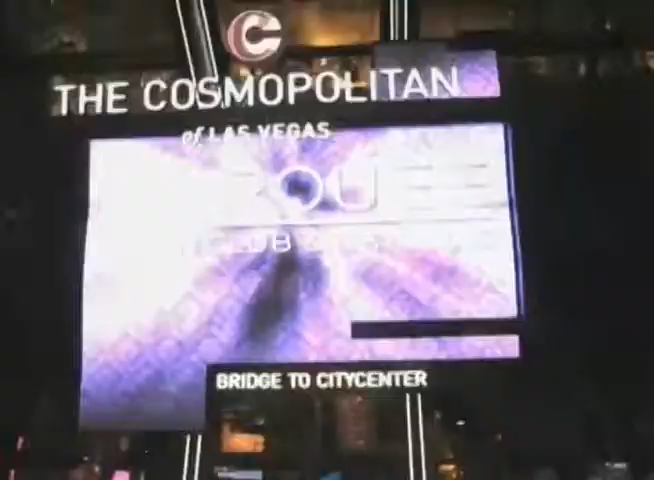 C
THE COSMOPOLITAN
of LAS VEGAS
BRIDGE TO CITYCENTER